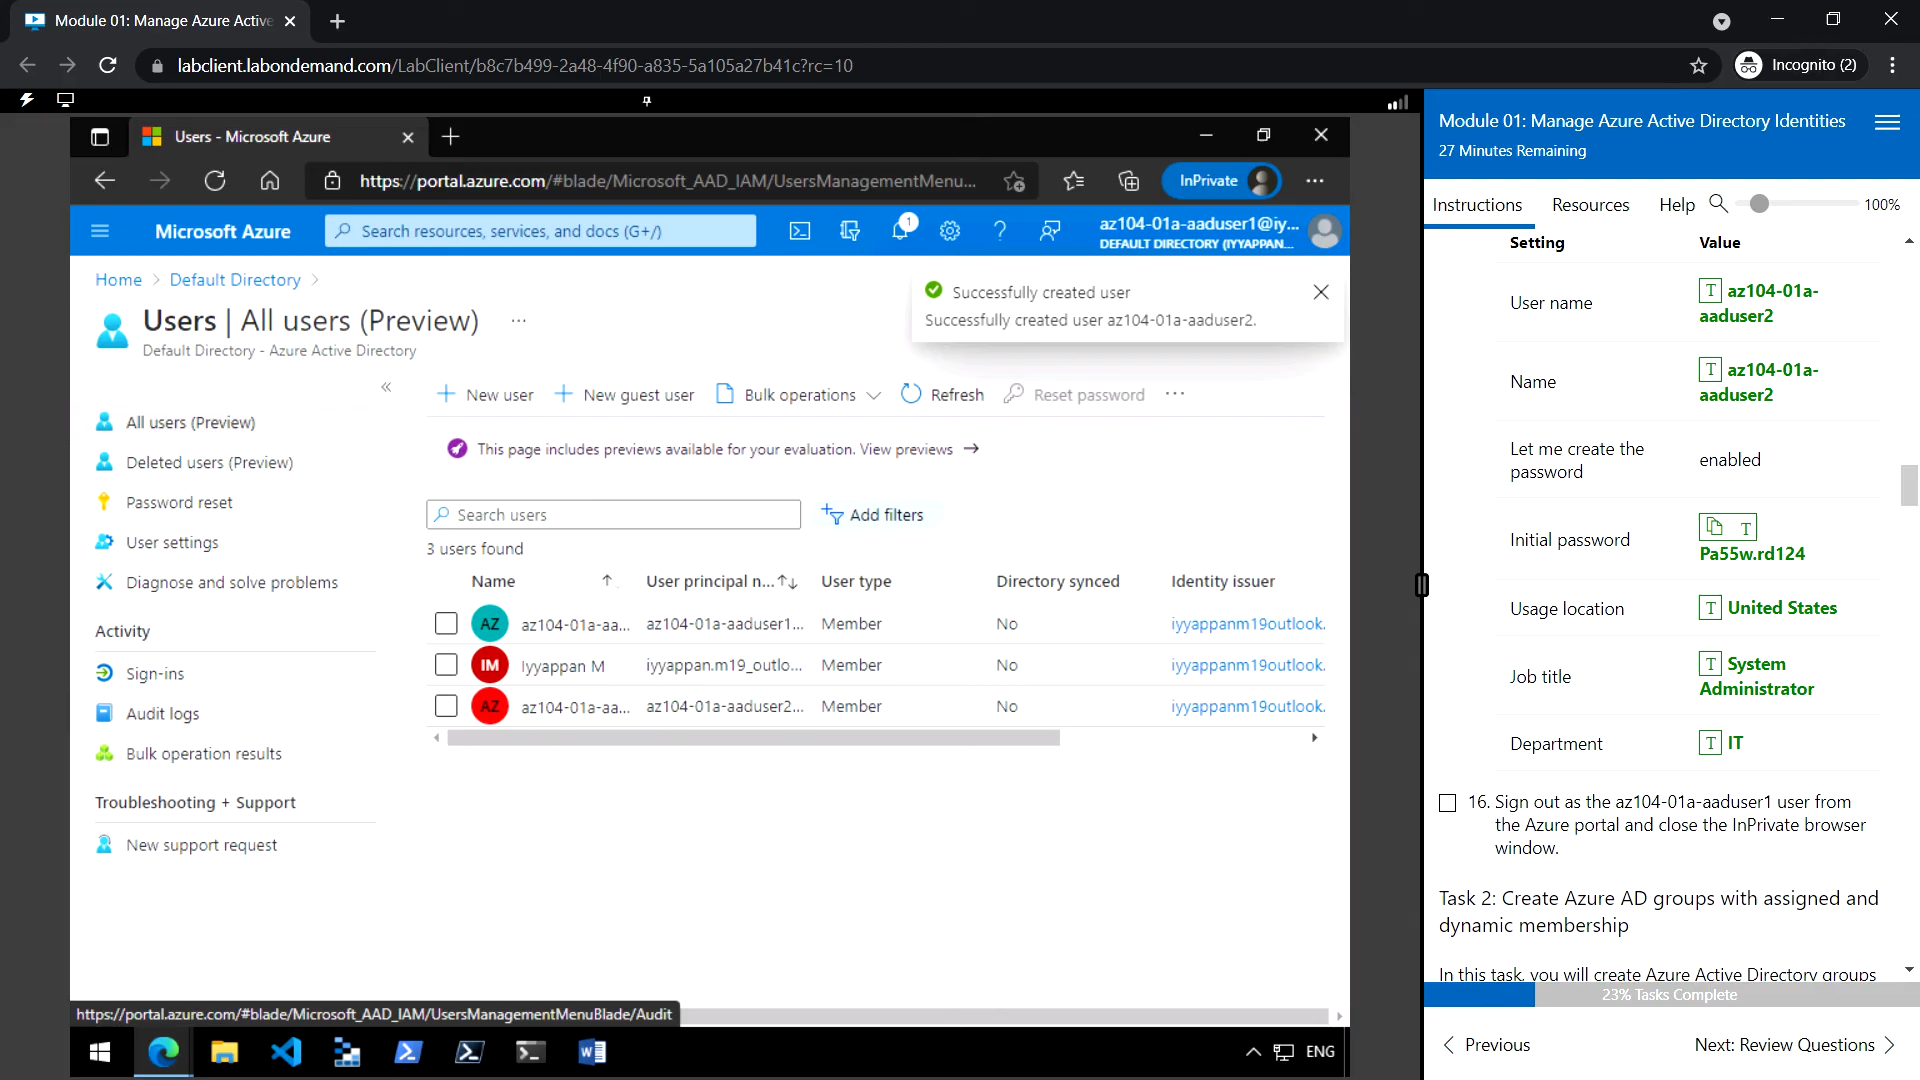 Module 01: Manage Azure Active
labclient.labondemand.com/LabClient/b8c7b499-2a48-4f90-a835-5a105a27b41c?rc=10
Incognito (2)
Users - Microsoft Azure
https://portal.azure.com/#blade/Microsoft_AAD_IAM/UsersManagementMenu...
InPrivate
Microsoft Azure
Search resources, services, and docs (G+/)
1
az104-01a-aaduser1@iy...
DEFAULT DIRECTORY (IYYAPPAN...
Home > Default Directory >
Users | All users (Preview) ...
Default Directory - Azure Active Directory
Successfully created user
Successfully created user az104-01a-aaduser2.
«
All users (Preview)
Deleted users (Preview)
Password reset
User settings
Diagnose and solve problems
Activity
Sign-ins
Audit logs
Bulk operation results
Troubleshooting + Support
New support request
New user
New guest user
Bulk operations
Refresh
Reset password
...
This page includes previews available for your evaluation. View previews →
Search users
Add filters
3 users found
Name ↑ User principal n...↑↓ User type Directory synced Identity issuer
AZ az104-01a-aa... az104-01a-aaduser1... Member No iyyappanm19outlook.
IM Iyyappan M iyyappan.m19_outlo... Member No iyyappanm19outlook.
AZ az104-01a-aa... az104-01a-aaduser2... Member No iyyappanm19outlook.
https://portal.azure.com/#blade/Microsoft_AAD_IAM/UsersManagementMenuBlade/Audit
ENG
Module 01: Manage Azure Active Directory Identities
27 Minutes Remaining
Instructions Resources Help 100%
Setting Value
User name T az104-01a-
aaduser2
Name T az104-01a-
aaduser2
Let me create the
password
enabled
Initial password T
Pa55w.rd124
Usage location T United States
Job title T System
Administrator
Department T IT
16. Sign out as the az104-01a-aaduser1 user from
the Azure portal and close the InPrivate browser
window.
Task 2: Create Azure AD groups with assigned and
dynamic membership
In this task, you will create Azure Active Directory groups
23% Tasks Complete
Previous
Next: Review Questions